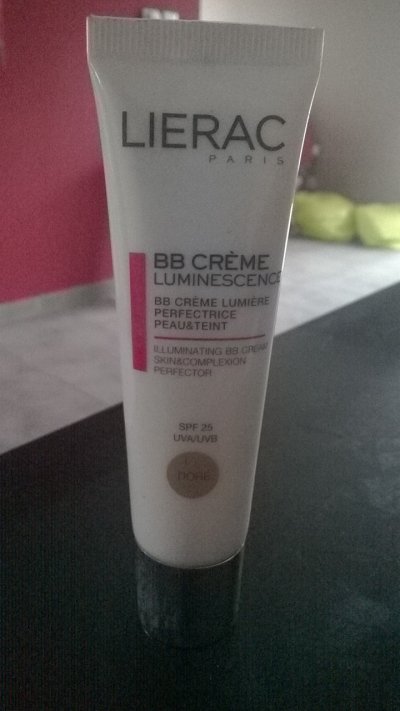 LIERAC
PARIS
BB CRÈME
LUMINESCENCE
BB CRÈME LUMIÈRE
PERFECTRICE
PEAU&TEINT
ILLUMINATING BB CREAM
SKIN&COMPLEXION
PERFECTOR
SPF 25
UVA/UVB
DORÉ